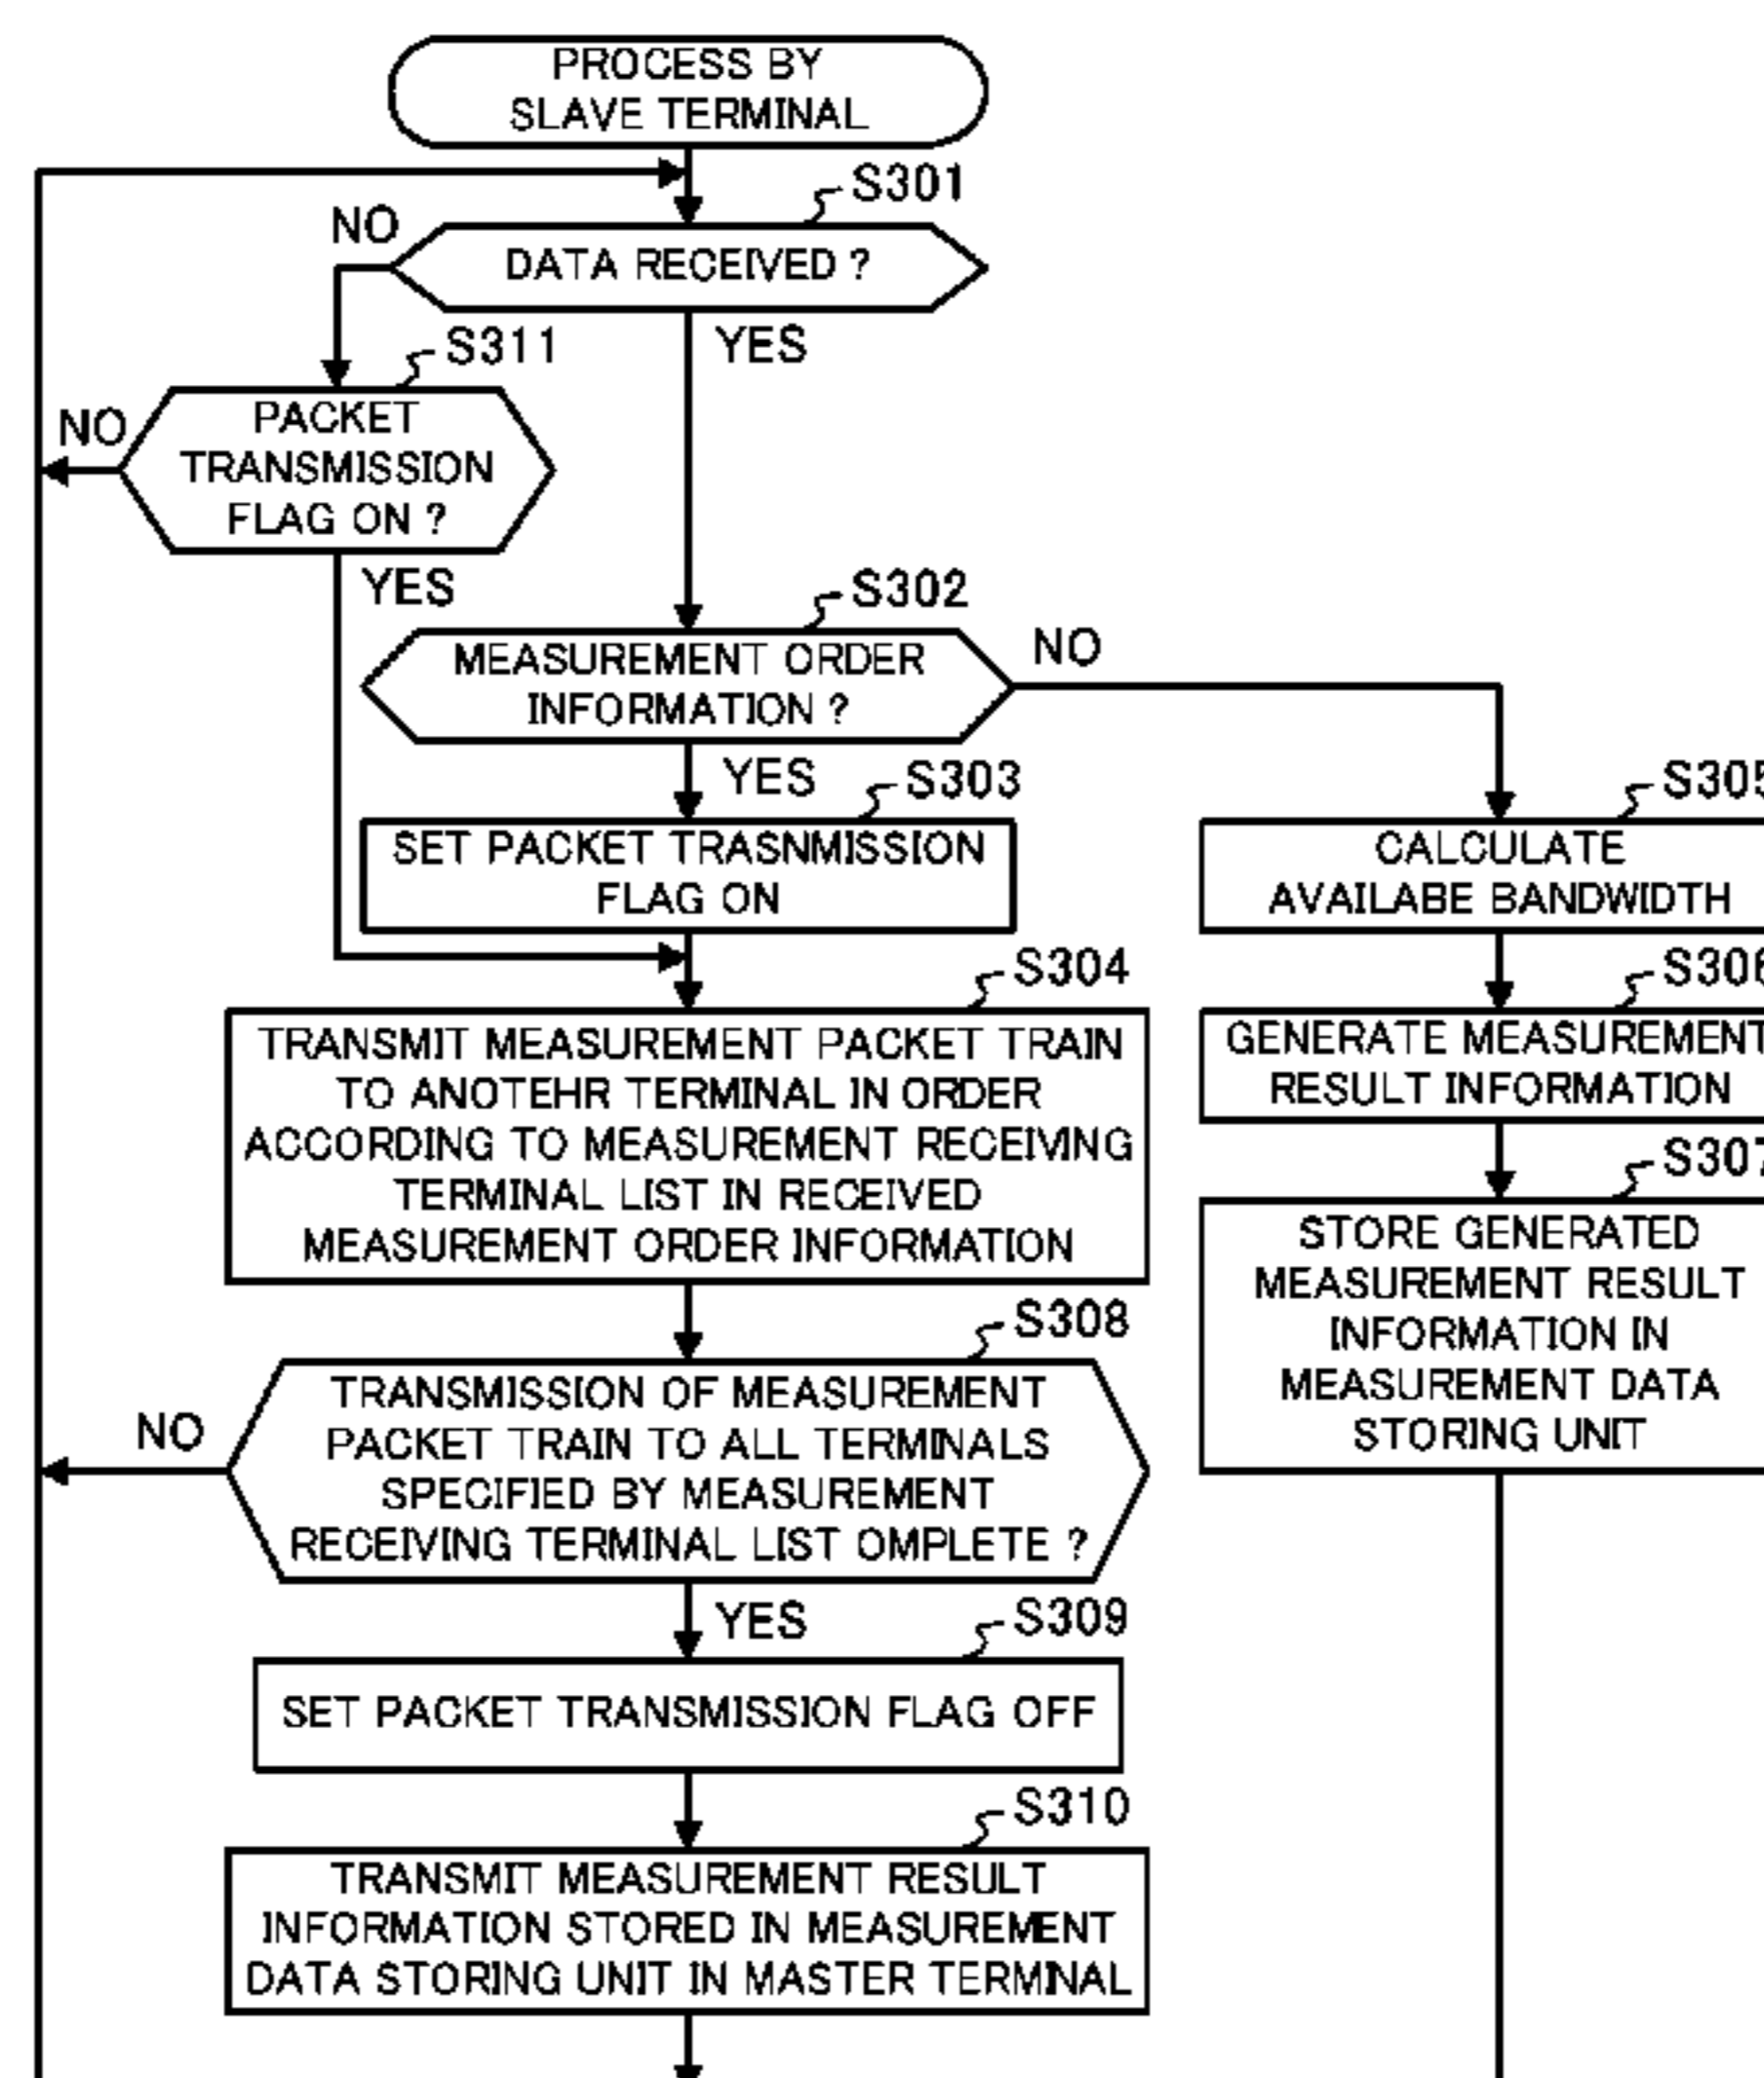 PROCESS BY
SLAVE TERMINAL
S301
NO
DATA RECEIVED ?
S311
YES
NO
PACKET
TRANSMISSION
FLAG ON ?
YES
S302
MEASUREMENT ORDER
INFORMATION ?
NO
YES
S303
SET PACKET TRASNMISSION
FLAG ON
S305
CALCULATE
AVAILABE BANDWIDTH
S304
TRANSMIT MEASUREMENT PACKET TRAIN
TO ANOTEHR TERMINAL IN ORDER
ACCORDING TO MEASUREMENT RECEIVING
TERMINAL LIST IN RECEIVED
MEASUREMENT ORDER INFORMATION
S306
GENERATE MEASUREMENT
RESULT INFORMATION
S307
STORE GENERATED
MEASUREMENT RESULT
INFORMATION IN
MEASUREMENT DATA
STORING UNIT
S308
NO
TRANSMISSION OF MEASUREMENT
PACKET TRAIN TO ALL TERMINALS
SPECIFIED BY MEASUREMENT
RECEIVING TERMINAL LIST OMPLETE ?
YES
S309
SET PACKET TRANSMISSION FLAG OFF
S310
TRANSMIT MEASUREMENT RESULT
INFORMATION STORED IN MEASUREMENT
DATA STORING UNIT IN MASTER TERMINAL